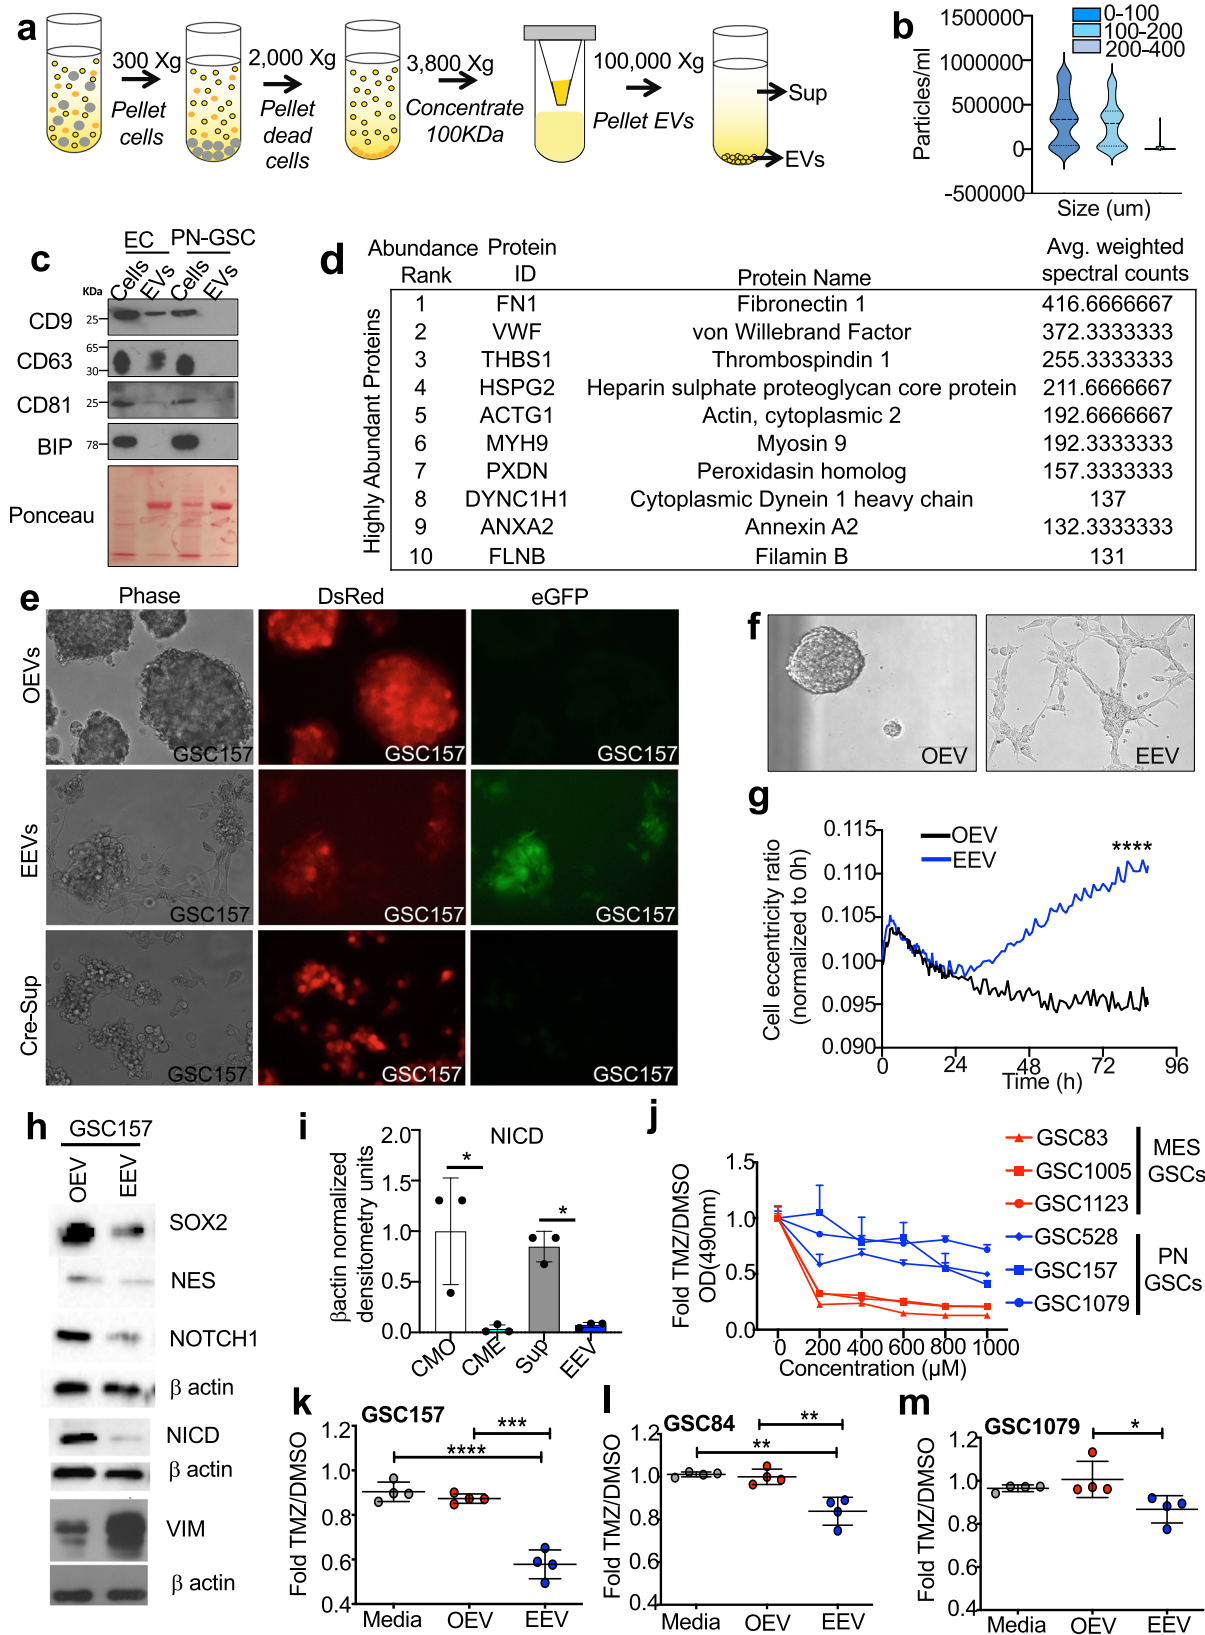 a
300 Xg
Pellet
cells
2,000 Xg
Pellet
dead
cells
3,800 Xg
Concentrate
100KDa
100,000 Xg
Pellet EVs
Sup
EVs
b
0-100
100-200
200-400
Particles/ml
1500000
1000000
500000
0
-500000
Size (um)
c
EC PN-GSC
Cells EVs Cells EVs
KDa
CD9 25
CD63 65
30
CD81 25
BIP 78
Ponceau
d
Abundance Rank
Protein ID
Protein Name
Avg. weighted spectral counts
Highly Abundant Proteins
1 FN1 Fibronectin 1 416.6666667
2 VWF von Willebrand Factor 372.3333333
3 THBS1 Thrombospindin 1 255.3333333
4 HSPG2 Heparin sulphate proteoglycan core protein 211.6666667
5 ACTG1 Actin, cytoplasmic 2 192.6666667
6 MYH9 Myosin 9 192.3333333
7 PXDN Peroxidasin homolog 157.3333333
8 DYNC1H1 Cytoplasmic Dynein 1 heavy chain 137
9 ANXA2 Annexin A2 132.3333333
10 FLNB Filamin B 131
e
Phase DsRed eGFP
OEVs
GSC157 GSC157 GSC157
EEVs
GSC157 GSC157 GSC157
Cre-Sup
GSC157 GSC157 GSC157
f
OEV EEV
g
Cell eccentricity ratio
(normalized to 0h)
0.115
0.110
0.105
0.100
0.095
0.090
OEV
EEV
****
0 24 48 72 96
Time (h)
h
GSC157
OEV EEV
SOX2
NES
NOTCH1
β actin
NICD
β actin
VIM
β actin
i
NICD
βactin normalized
densitometry units
2.0
1.5
1.0
0.5
0.0
* *
CMO CME Sup EEV
j
Fold TMZ/DMSO
OD(490nm)
1.5
1.0
0.5
0.0
0 200 400 600 800 1000
Concentration (µM)
GSC83
GSC1005
GSC1123
GSC528
GSC157
GSC1079
MES
GSCs
PN
GSCs
k
GSC157
Fold TMZ/DMSO
1.2
1.0
0.8
0.6
0.4
***
****
Media OEV EEV
l
GSC84
Fold TMZ/DMSO
1.2
1.0
0.8
0.6
0.4
**
**
Media OEV EEV
m
GSC1079
Fold TMZ/DMSO
1.2
1.0
0.8
0.6
0.4
*
Media OEV EEV